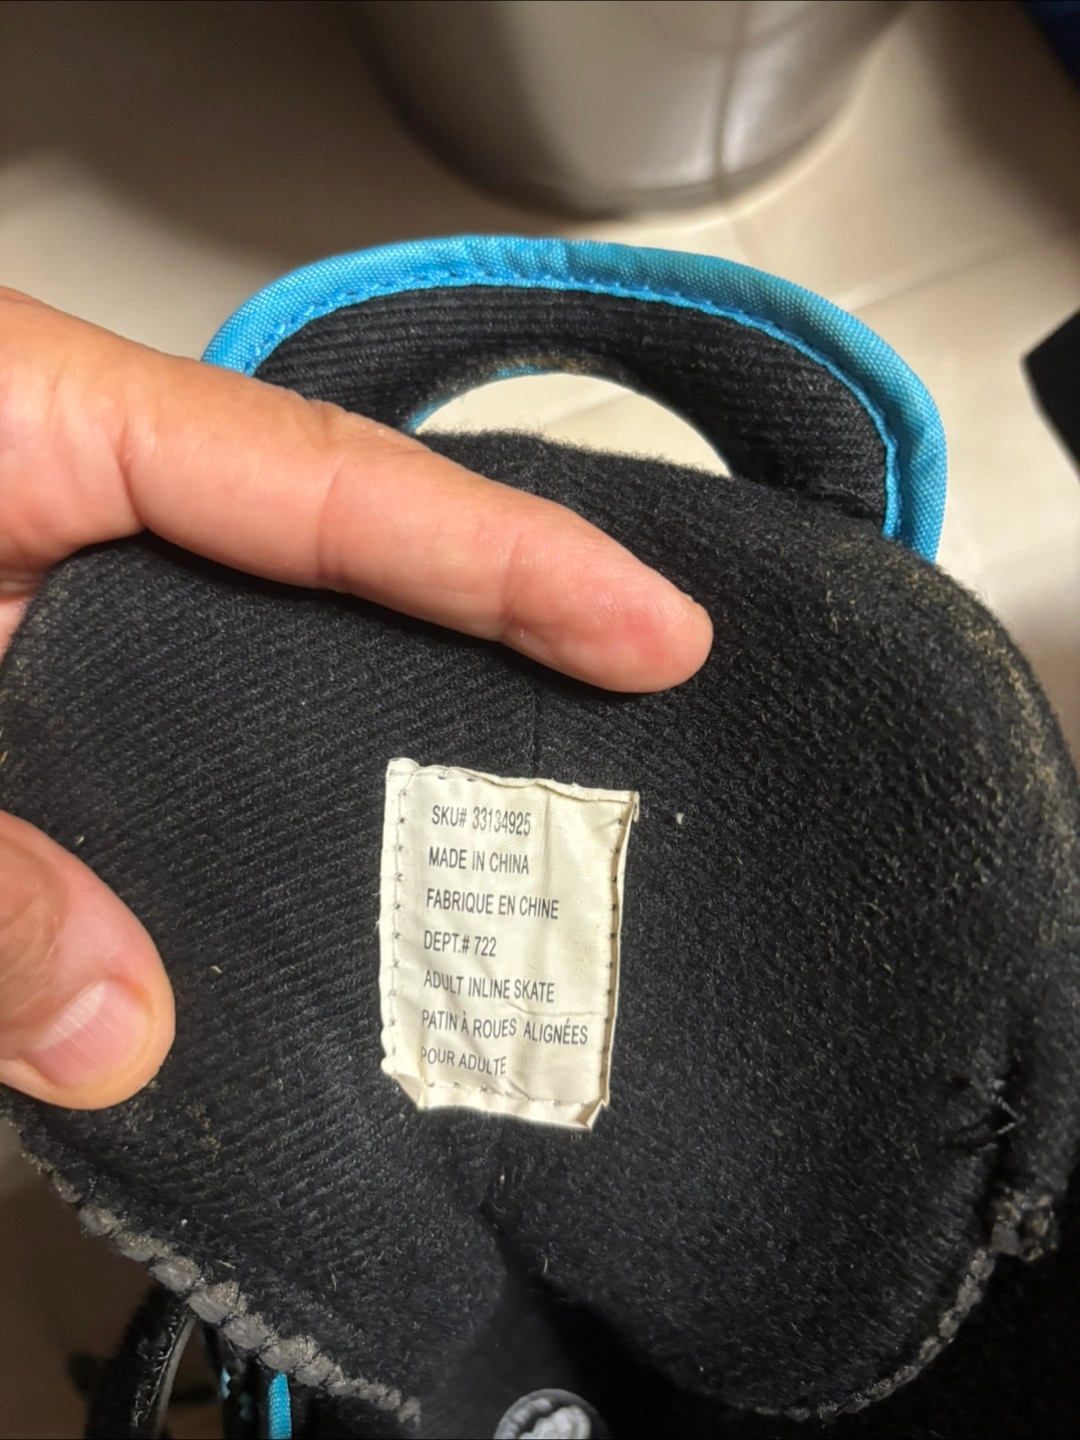 SKU# 33134925
MADE IN CHINA
FABRIQUE EN CHINE
DEPT.# 722
ADULT INLINE SKATE
PATIN À ROUES ALIGNÉES
POUR ADULTE